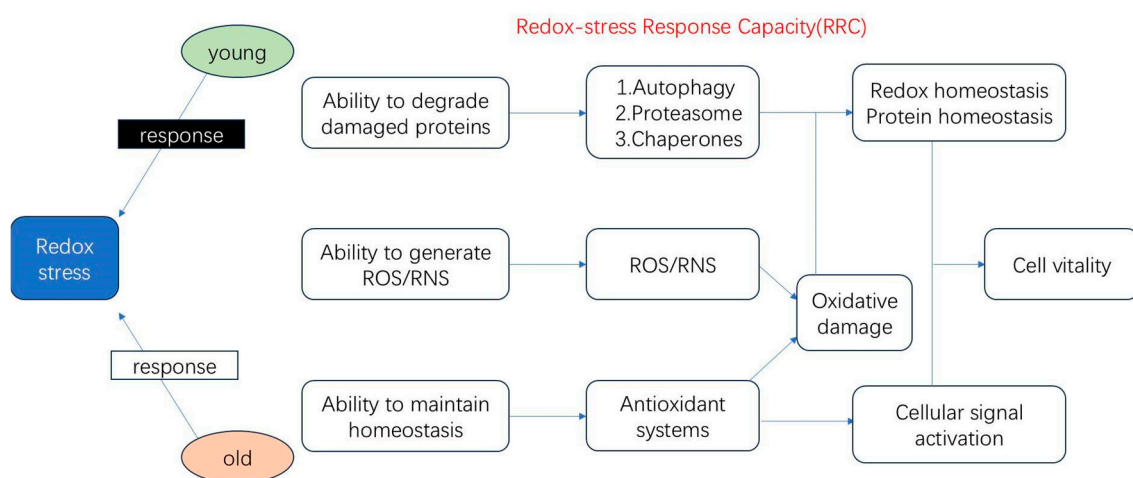 Redox-stress Response Capacity(RRC)
young
response
Redox
stress
response
old
Ability to degrade
damaged proteins
1.Autophagy
2.Proteasome
3.Chaperones
Redox homeostasis
Protein homeostasis
Ability to generate
ROS/RNS
ROS/RNS
Oxidative
damage
Cell vitality
Ability to maintain
homeostasis
Antioxidant
systems
Cellular signal
activation